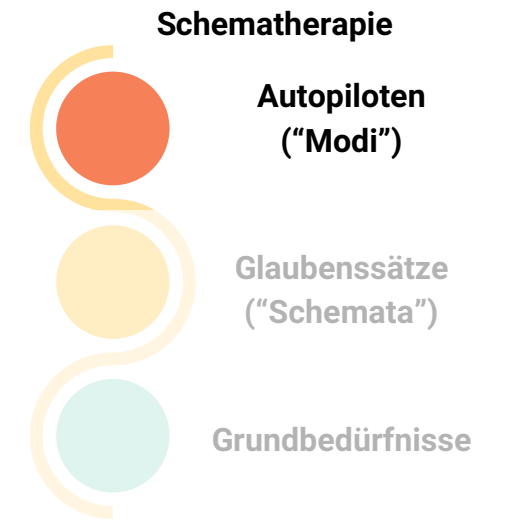 Schematherapie
Autopiloten
(“Modi”)
Glaubenssätze
(“Schemata”)
Grundbedürfnisse